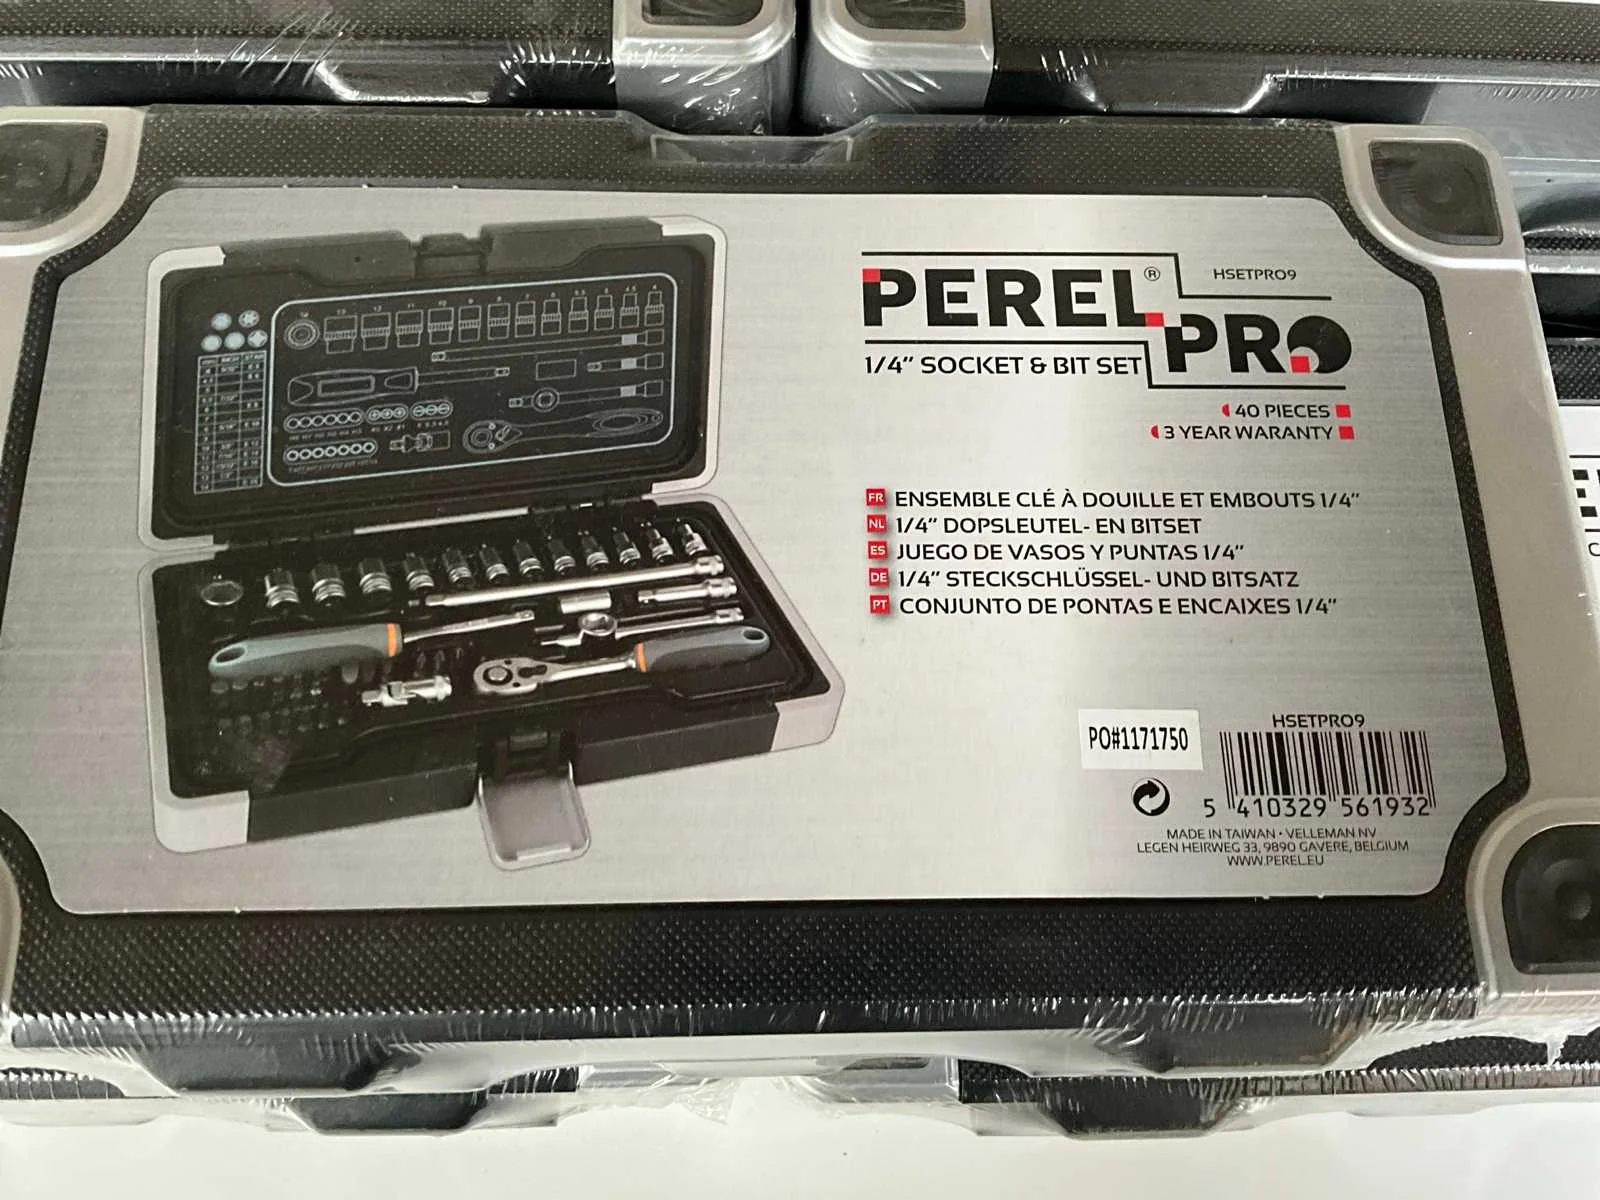 PEREL®
PRO
HSETPRO9
1/4” SOCKET & BIT SET
40 PIECES
3 YEAR WARANTY
FR ENSEMBLE CLÉ À DOUILLE ET EMBOUTS 1/4”
NL 1/4” DOPSLEUTEL- EN BITSET
ES JUEGO DE VASOS Y PUNTAS 1/4”
DE 1/4” STECKSCHLÜSSEL- UND BITSATZ
PT CONJUNTO DE PONTAS E ENCAIXES 1/4”
PO#1171750
HSETPRO9
5 410329 561932
MADE IN TAIWAN • VELLEMAN NV
LEGEN HEIRWEG 33, 9890 GAVERE, BELGIUM
WWW.PEREL.EU